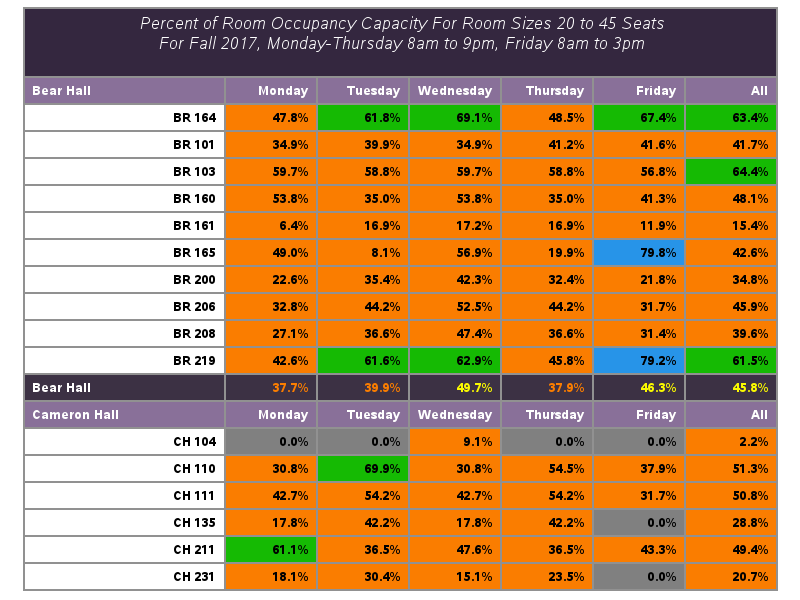 Percent of Room Occupancy Capacity For Room Sizes 20 to 45 Seats
For Fall 2017, Monday-Thursday 8am to 9pm, Friday 8am to 3pm
Bear Hall Monday Tuesday Wednesday Thursday Friday All
BR 164 47.8% 61.8% 69.1% 48.5% 67.4% 63.4%
BR 101 34.9% 39.9% 34.9% 41.2% 41.6% 41.7%
BR 103 59.7% 58.8% 59.7% 58.8% 56.8% 64.4%
BR 160 53.8% 35.0% 53.8% 35.0% 41.3% 48.1%
BR 161 6.4% 16.9% 17.2% 16.9% 11.9% 15.4%
BR 165 49.0% 8.1% 56.9% 19.9% 79.8% 42.6%
BR 200 22.6% 35.4% 42.3% 32.4% 21.8% 34.8%
BR 206 32.8% 44.2% 52.5% 44.2% 31.7% 45.9%
BR 208 27.1% 36.6% 47.4% 36.6% 31.4% 39.6%
BR 219 42.6% 61.6% 62.9% 45.8% 79.2% 61.5%
Bear Hall 37.7% 39.9% 49.7% 37.9% 46.3% 45.8%
Cameron Hall Monday Tuesday Wednesday Thursday Friday All
CH 104 0.0% 0.0% 9.1% 0.0% 0.0% 2.2%
CH 110 30.8% 69.9% 30.8% 54.5% 37.9% 51.3%
CH 111 42.7% 54.2% 42.7% 54.2% 31.7% 50.8%
CH 135 17.8% 42.2% 17.8% 42.2% 0.0% 28.8%
CH 211 61.1% 36.5% 47.6% 36.5% 43.3% 49.4%
CH 231 18.1% 30.4% 15.1% 23.5% 0.0% 20.7%